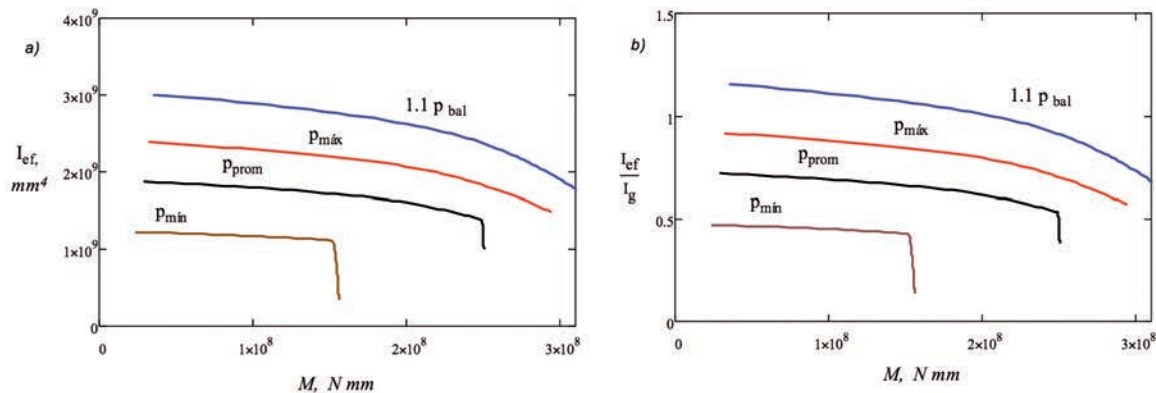 a)
4×10⁹
3×10⁹
2×10⁹
1×10⁹
0
I_ef,
mm⁴
1.1 p bal
p_máx
p_prom
p_mín
0
1×10⁸
2×10⁸
3×10⁸
M, N mm
b)
1.5
1
0.5
0
I_ef
I_g
1.1 p bal
p_máx
p_prom
p_mín
0
1×10⁸
2×10⁸
3×10⁸
M, N mm